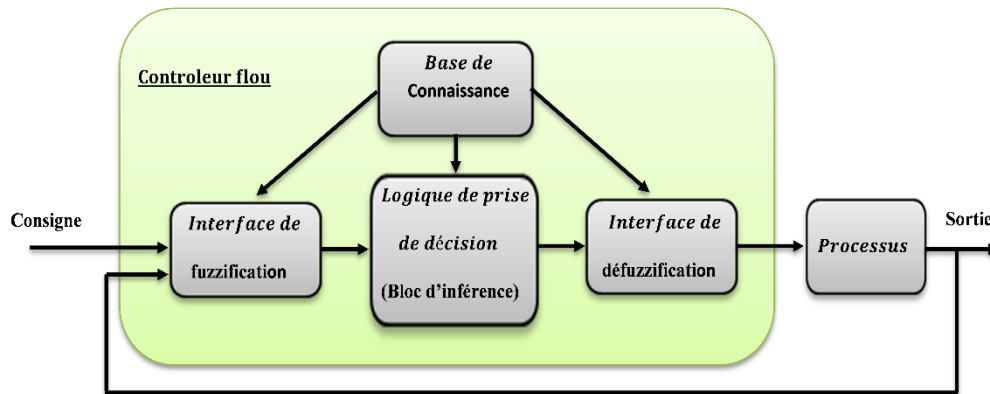 Controleur flou
Base de
Connaissance
Consigne
Interface de
fuzzification
Logique de prise
de décision
(Bloc d'inférence)
Interface de
défuzzification
Processus
Sortie